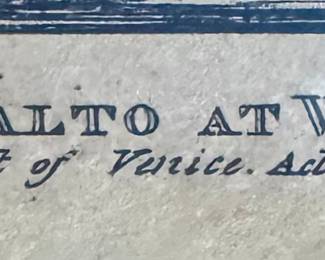 ALTO AT V
t of Venice. Act